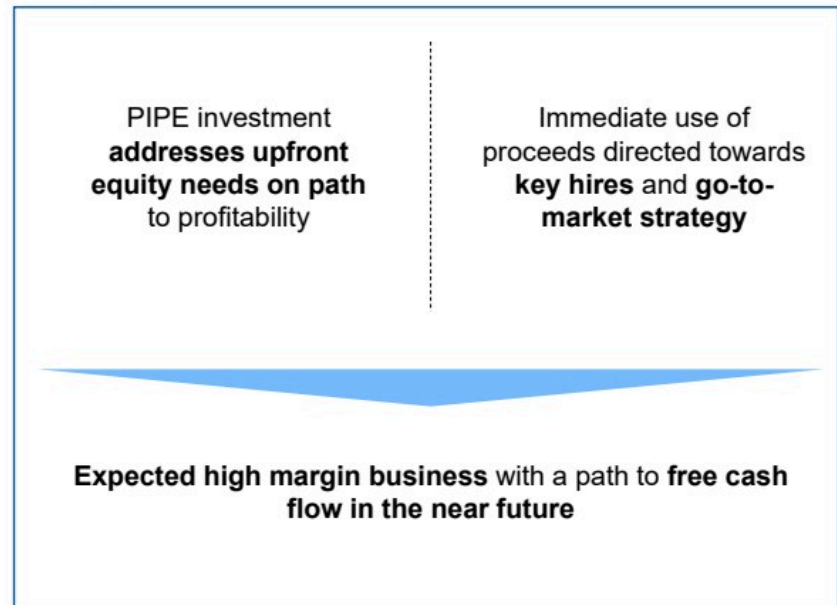 PIPE investment
addresses upfront
equity needs on path
to profitability
Immediate use of
proceeds directed towards
key hires and go-to-
market strategy
Expected high margin business with a path to free cash
flow in the near future